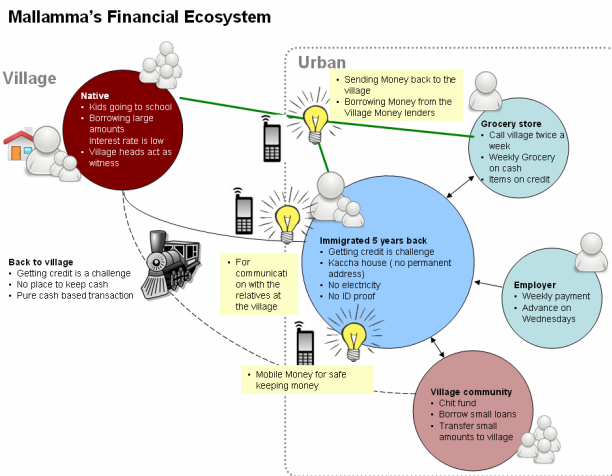 Mallamma's Financial Ecosystem
Village
Urban
Native
• Kids going to school
• Borrowing large
amounts
Interest rate is low
• Village heads act as
witness
• Sending Money back to the
village
• Borrowing Money from the
Village Money lenders
Grocery store
• Call village twice a
week
• Weekly Grocery
on cash
• Items on credit
Immigrated 5 years back
• Getting credit is challenge
• Kaccha house ( no permanent
address)
• No electricity
• No ID proof
Back to village
• Getting credit is a challenge
• No place to keep cash
• Pure cash based transaction
• For
communicati
on with the
relatives at
the village
Employer
• Weekly payment
• Advance on
Wednesdays
• Mobile Money for safe
keeping money
Village community
• Chit fund
• Borrow small loans
• Transfer small
amounts to village